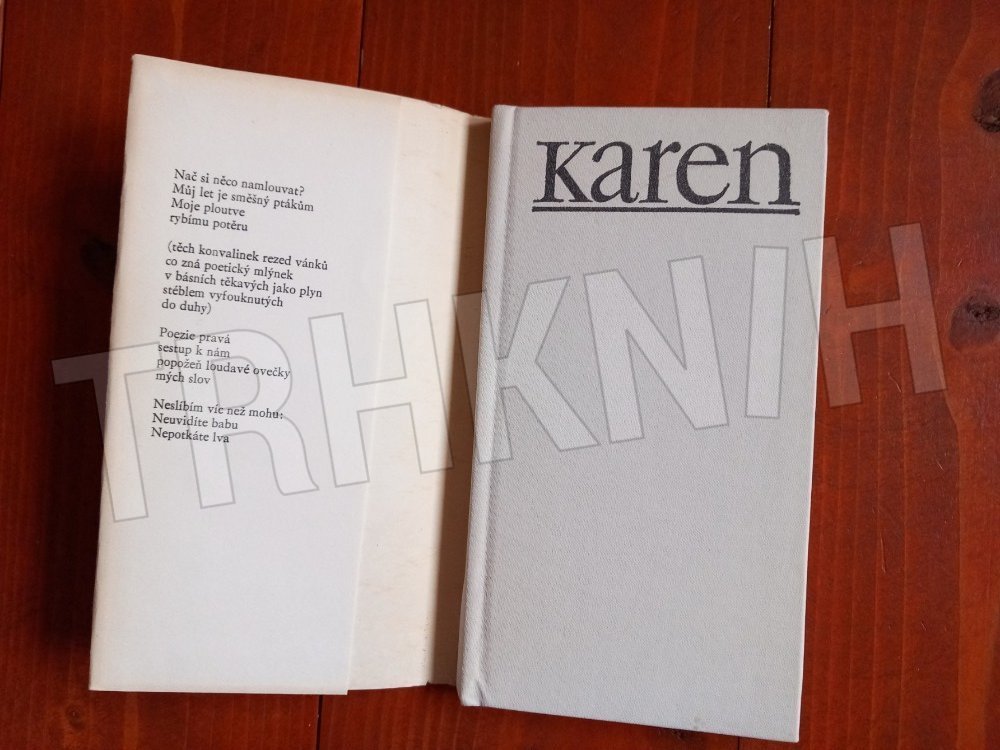 Nač si něco namlouvat?
Můj let je směšný ptákům
Moje ploutve
rybímu potěru
(těch konvalinek rezed vánků
co zná poetický mlýnek
v básních těkavých jako plyn
stéblem vyfouknutých
do duhy)
Poezie pravá
sestup k nám
popožeň loudavé ovečky
mých slov
Neslíbím víc než mohu:
Neuvidíte babu
Nepotkáte lva
Karen
TRHKNIH